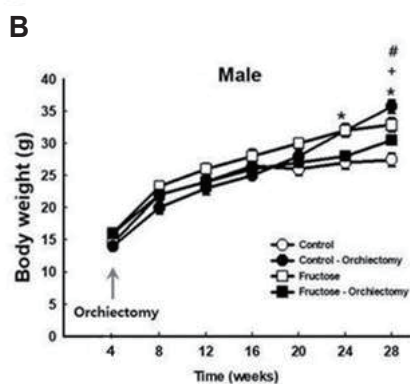 B
Male
#
+
*
*
40
35
30
25
20
15
10
5
0
Body weight (g)
Orchiectomy
Control
Control - Orchiectomy
Fructose
Fructose - Orchiectomy
4 8 12 16 20 24 28
Time (weeks)